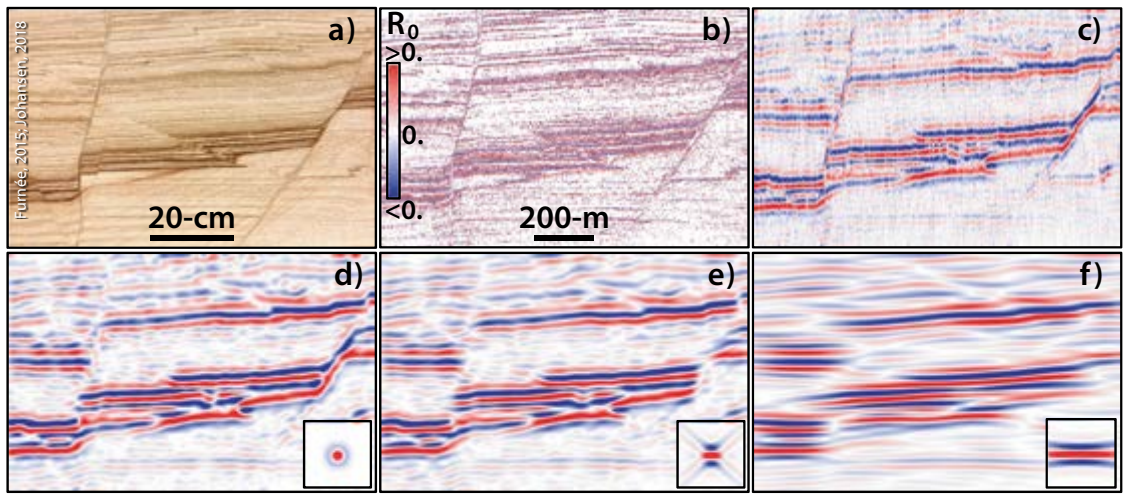 Furnée, 2015; Johansen, 2018
a)
20-cm
R0
>0.
0.
<0.
b)
200-m
c)
d)
e)
f)